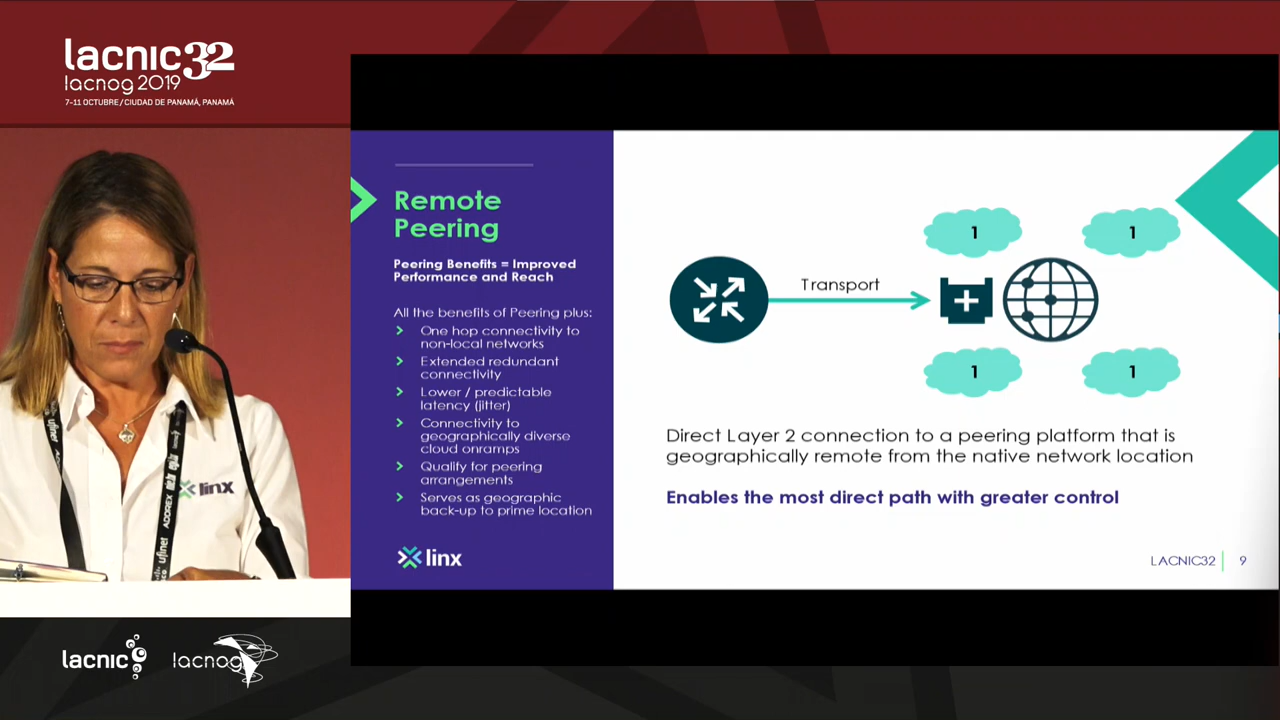 lacnic32
lacnog 2019
7-11 OCTUBRE / CIUDAD DE PANAMÁ, PANAMÁ
Remote
Peering
Peering Benefits = Improved
Performance and Reach
All the benefits of Peering plus:
One hop connectivity to
non-local networks
Extended redundant
connectivity
Lower / predictable
latency (jitter)
Connectivity to
geographically diverse
cloud onramps
Qualify for peering
arrangements
Serves as geographic
back-up to prime location
linx
1
1
Transport
1
1
Direct Layer 2 connection to a peering platform that is
geographically remote from the native network location
Enables the most direct path with greater control
LACNIC32
9
linx
ufinet
ADDREX
ufinet
lacnic
lacnog